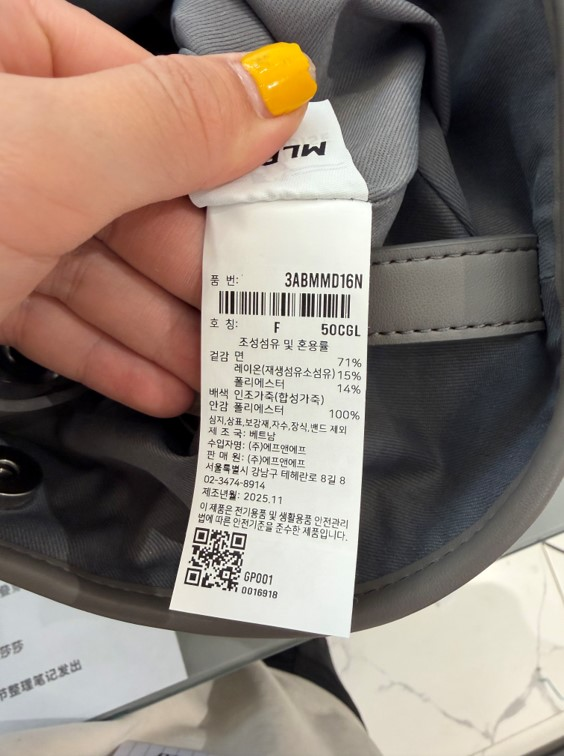 품 번: 3ABMMD16N
호 칭: F 50CGL
조성섬유 및 혼용률
겉감 면 71%
레이온(재생섬유소섬유) 15%
폴리에스터 14%
배색 인조가죽(합성가죽)
안감 폴리에스터 100%
심지,상표,보강재,자수,장식,밴드 제외
제 조 국: 베트남
수입자명: (주)에프앤에프
판 매 원: (주)에프앤에프
서울특별시 강남구 테헤란로 8길 8
02-3474-8914
제조년월: 2025.11
이 제품은 전기용품 및 생활용품 안전관리
법에 따른 안전기준을 준수한 제품입니다.
GP001
0016918
莎莎
整理笔记发出